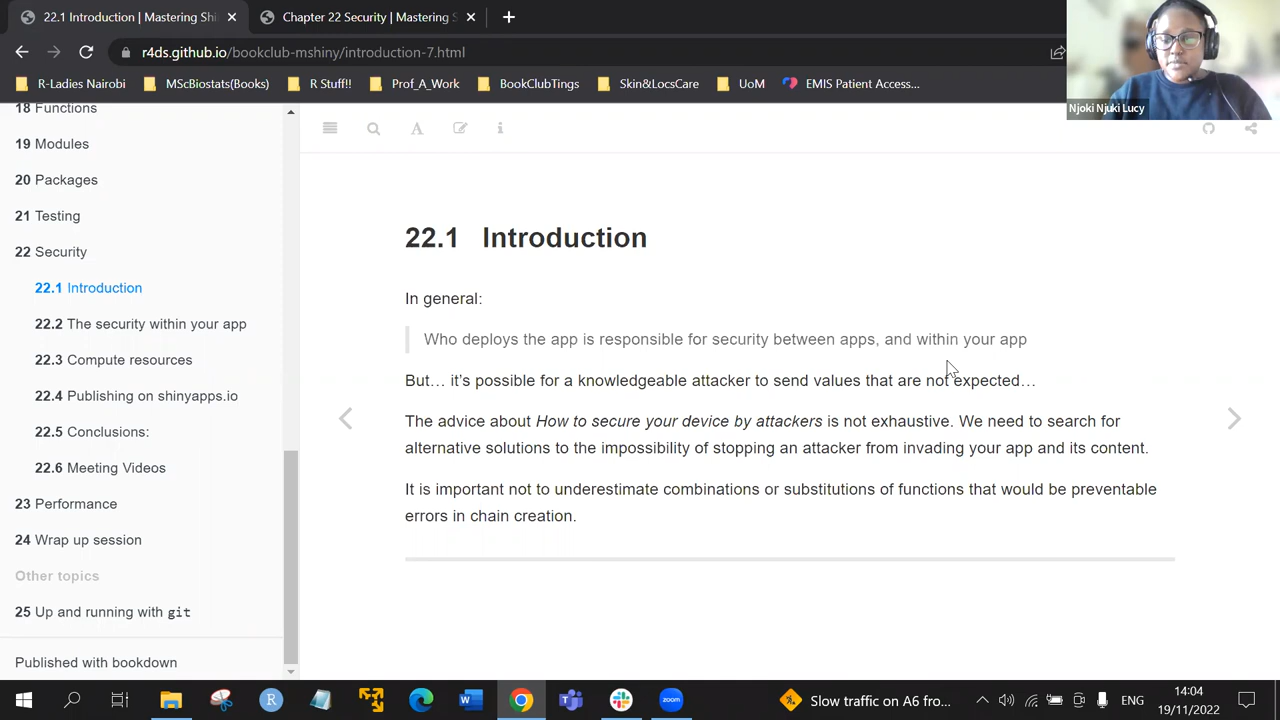 22.1 Introduction | Mastering Shi
Chapter 22 Security | Mastering S
r4ds.github.io/bookclub-mshiny/introduction-7.html
R-Ladies Nairobi
MScBiostats(Books)
R Stuff!!
Prof_A_Work
BookClubTings
Skin&LocsCare
UoM
EMIS Patient Access...
Njoki Njuki Lucy
18 Functions
19 Modules
20 Packages
21 Testing
22 Security
22.1 Introduction
22.2 The security within your app
22.3 Compute resources
22.4 Publishing on shinyapps.io
22.5 Conclusions:
22.6 Meeting Videos
23 Performance
24 Wrap up session
Other topics
25 Up and running with git
Published with bookdown
22.1 Introduction
In general:
Who deploys the app is responsible for security between apps, and within your app
But… it’s possible for a knowledgeable attacker to send values that are not expected…
The advice about How to secure your device by attackers is not exhaustive. We need to search for
alternative solutions to the impossibility of stopping an attacker from invading your app and its content.
It is important not to underestimate combinations or substitutions of functions that would be preventable
errors in chain creation.
Slow traffic on A6 fro...
ENG
14:04
19/11/2022